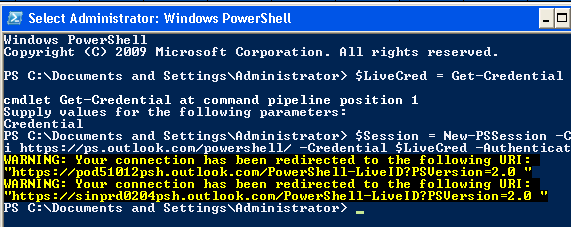 Select Administrator: Windows PowerShell
Windows PowerShell
Copyright (C) 2009 Microsoft Corporation. All rights reserved.
PS C:\Documents and Settings\Administrator> $LiveCred = Get-Credential
cmdlet Get-Credential at command pipeline position 1
Supply values for the following parameters:
Credential
PS C:\Documents and Settings\Administrator> $Session = New-PSSession -C
i https://ps.outlook.com/powershell/ -Credential $LiveCred -Authenticat
WARNING: Your connection has been redirected to the following URI:
"https://pod51012psh.outlook.com/PowerShell-LiveID?PSVersion=2.0 "
WARNING: Your connection has been redirected to the following URI:
"https://sinprd0204psh.outlook.com/PowerShell-LiveID?PSVersion=2.0 "
PS C:\Documents and Settings\Administrator> _